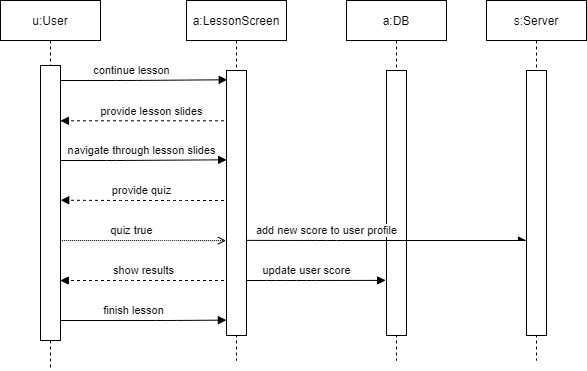 u:User
a:LessonScreen
a:DB
s:Server
continue lesson
provide lesson slides
navigate through lesson slides
provide quiz
quiz true
add new score to user profile
show results
update user score
finish lesson